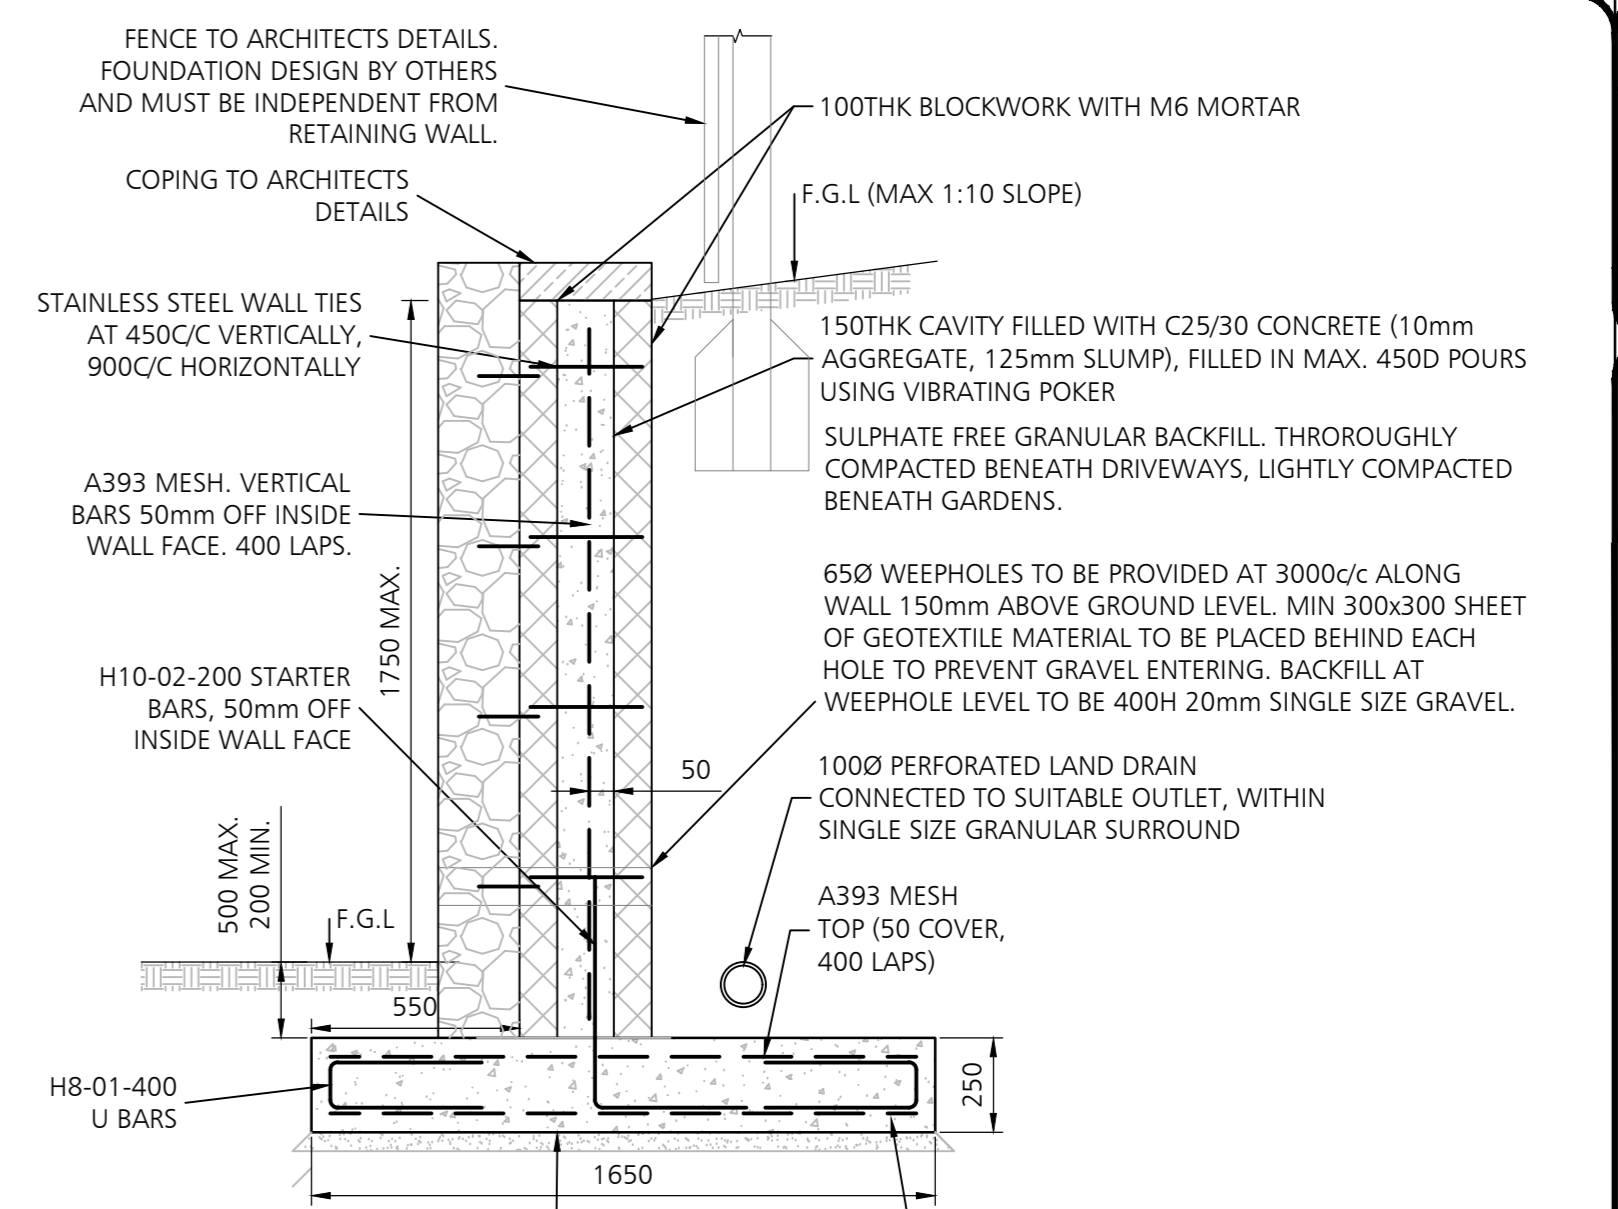 FENCE TO ARCHITECTS DETAILS.
FOUNDATION DESIGN BY OTHERS
AND MUST BE INDEPENDENT FROM
RETAINING WALL.
100THK BLOCKWORK WITH M6 MORTAR
COPING TO ARCHITECTS
DETAILS
F.G.L (MAX 1:10 SLOPE)
STAINLESS STEEL WALL TIES
AT 450C/C VERTICALLY,
900C/C HORIZONTALLY
150THK CAVITY FILLED WITH C25/30 CONCRETE (10mm
AGGREGATE, 125mm SLUMP), FILLED IN MAX. 450D POURS
USING VIBRATING POKER
SULPHATE FREE GRANULAR BACKFILL. THROROUGHLY
COMPACTED BENEATH DRIVEWAYS, LIGHTLY COMPACTED
BENEATH GARDENS.
A393 MESH. VERTICAL
BARS 50mm OFF INSIDE
WALL FACE. 400 LAPS.
1750 MAX.
65Ø WEEPHOLES TO BE PROVIDED AT 3000c/c ALONG
WALL 150mm ABOVE GROUND LEVEL. MIN 300x300 SHEET
OF GEOTEXTILE MATERIAL TO BE PLACED BEHIND EACH
HOLE TO PREVENT GRAVEL ENTERING. BACKFILL AT
WEEPHOLE LEVEL TO BE 400H 20mm SINGLE SIZE GRAVEL.
H10-02-200 STARTER
BARS, 50mm OFF
INSIDE WALL FACE
50
100Ø PERFORATED LAND DRAIN
CONNECTED TO SUITABLE OUTLET, WITHIN
SINGLE SIZE GRANULAR SURROUND
500 MAX.
200 MIN.
F.G.L
A393 MESH
TOP (50 COVER,
400 LAPS)
550
H8-01-400
U BARS
250
1650